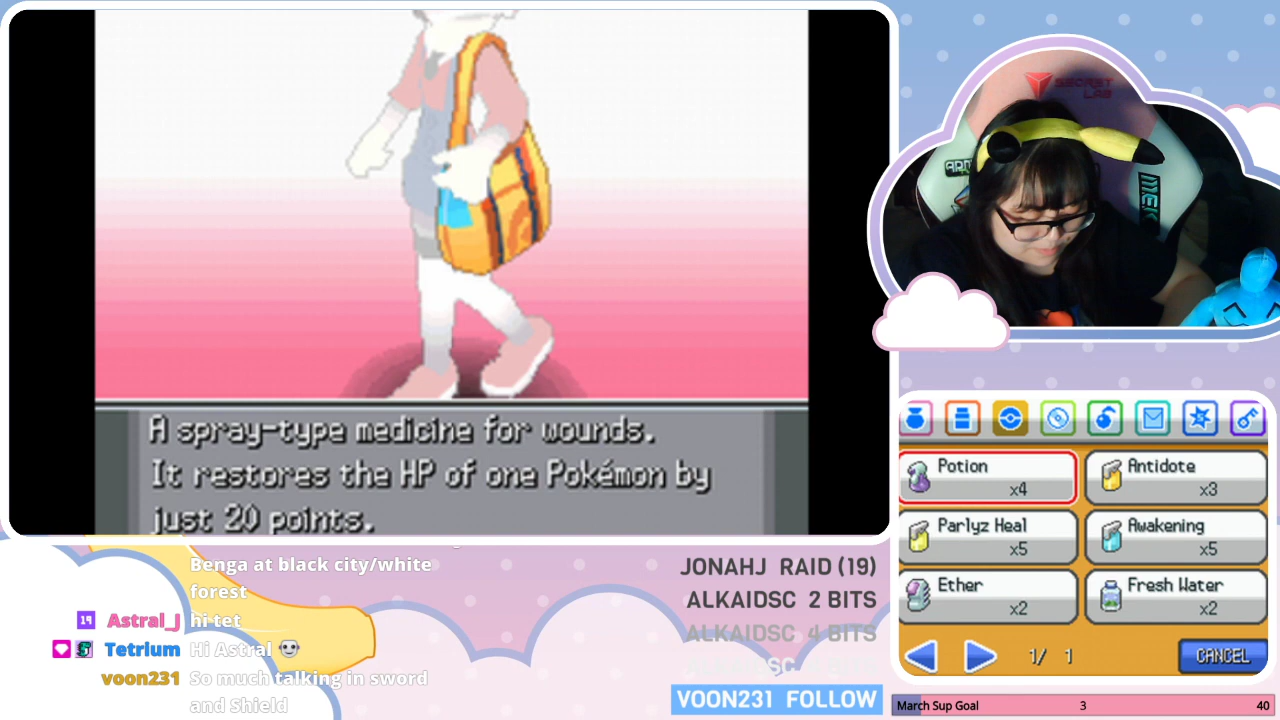 A spray-type medicine for wounds.
It restores the HP of one Pokémon by
just 20 points.
SECRET
LAB
Potion
x4
Antidote
x3
Parlyz Heal
x5
Awakening
x5
Ether
x2
Fresh Water
x2
1/ 1
CANCEL
Benga at black city/white
forest
19 Astral_J hi tet
Tetrium Hi Astral
voon231 So much talking in sword
and Shield
JONAHJ RAID (19)
ALKAIDSC 2 BITS
ALKAIDSC 4 BITS
VOON231 FOLLOW
March Sup Goal 3 40